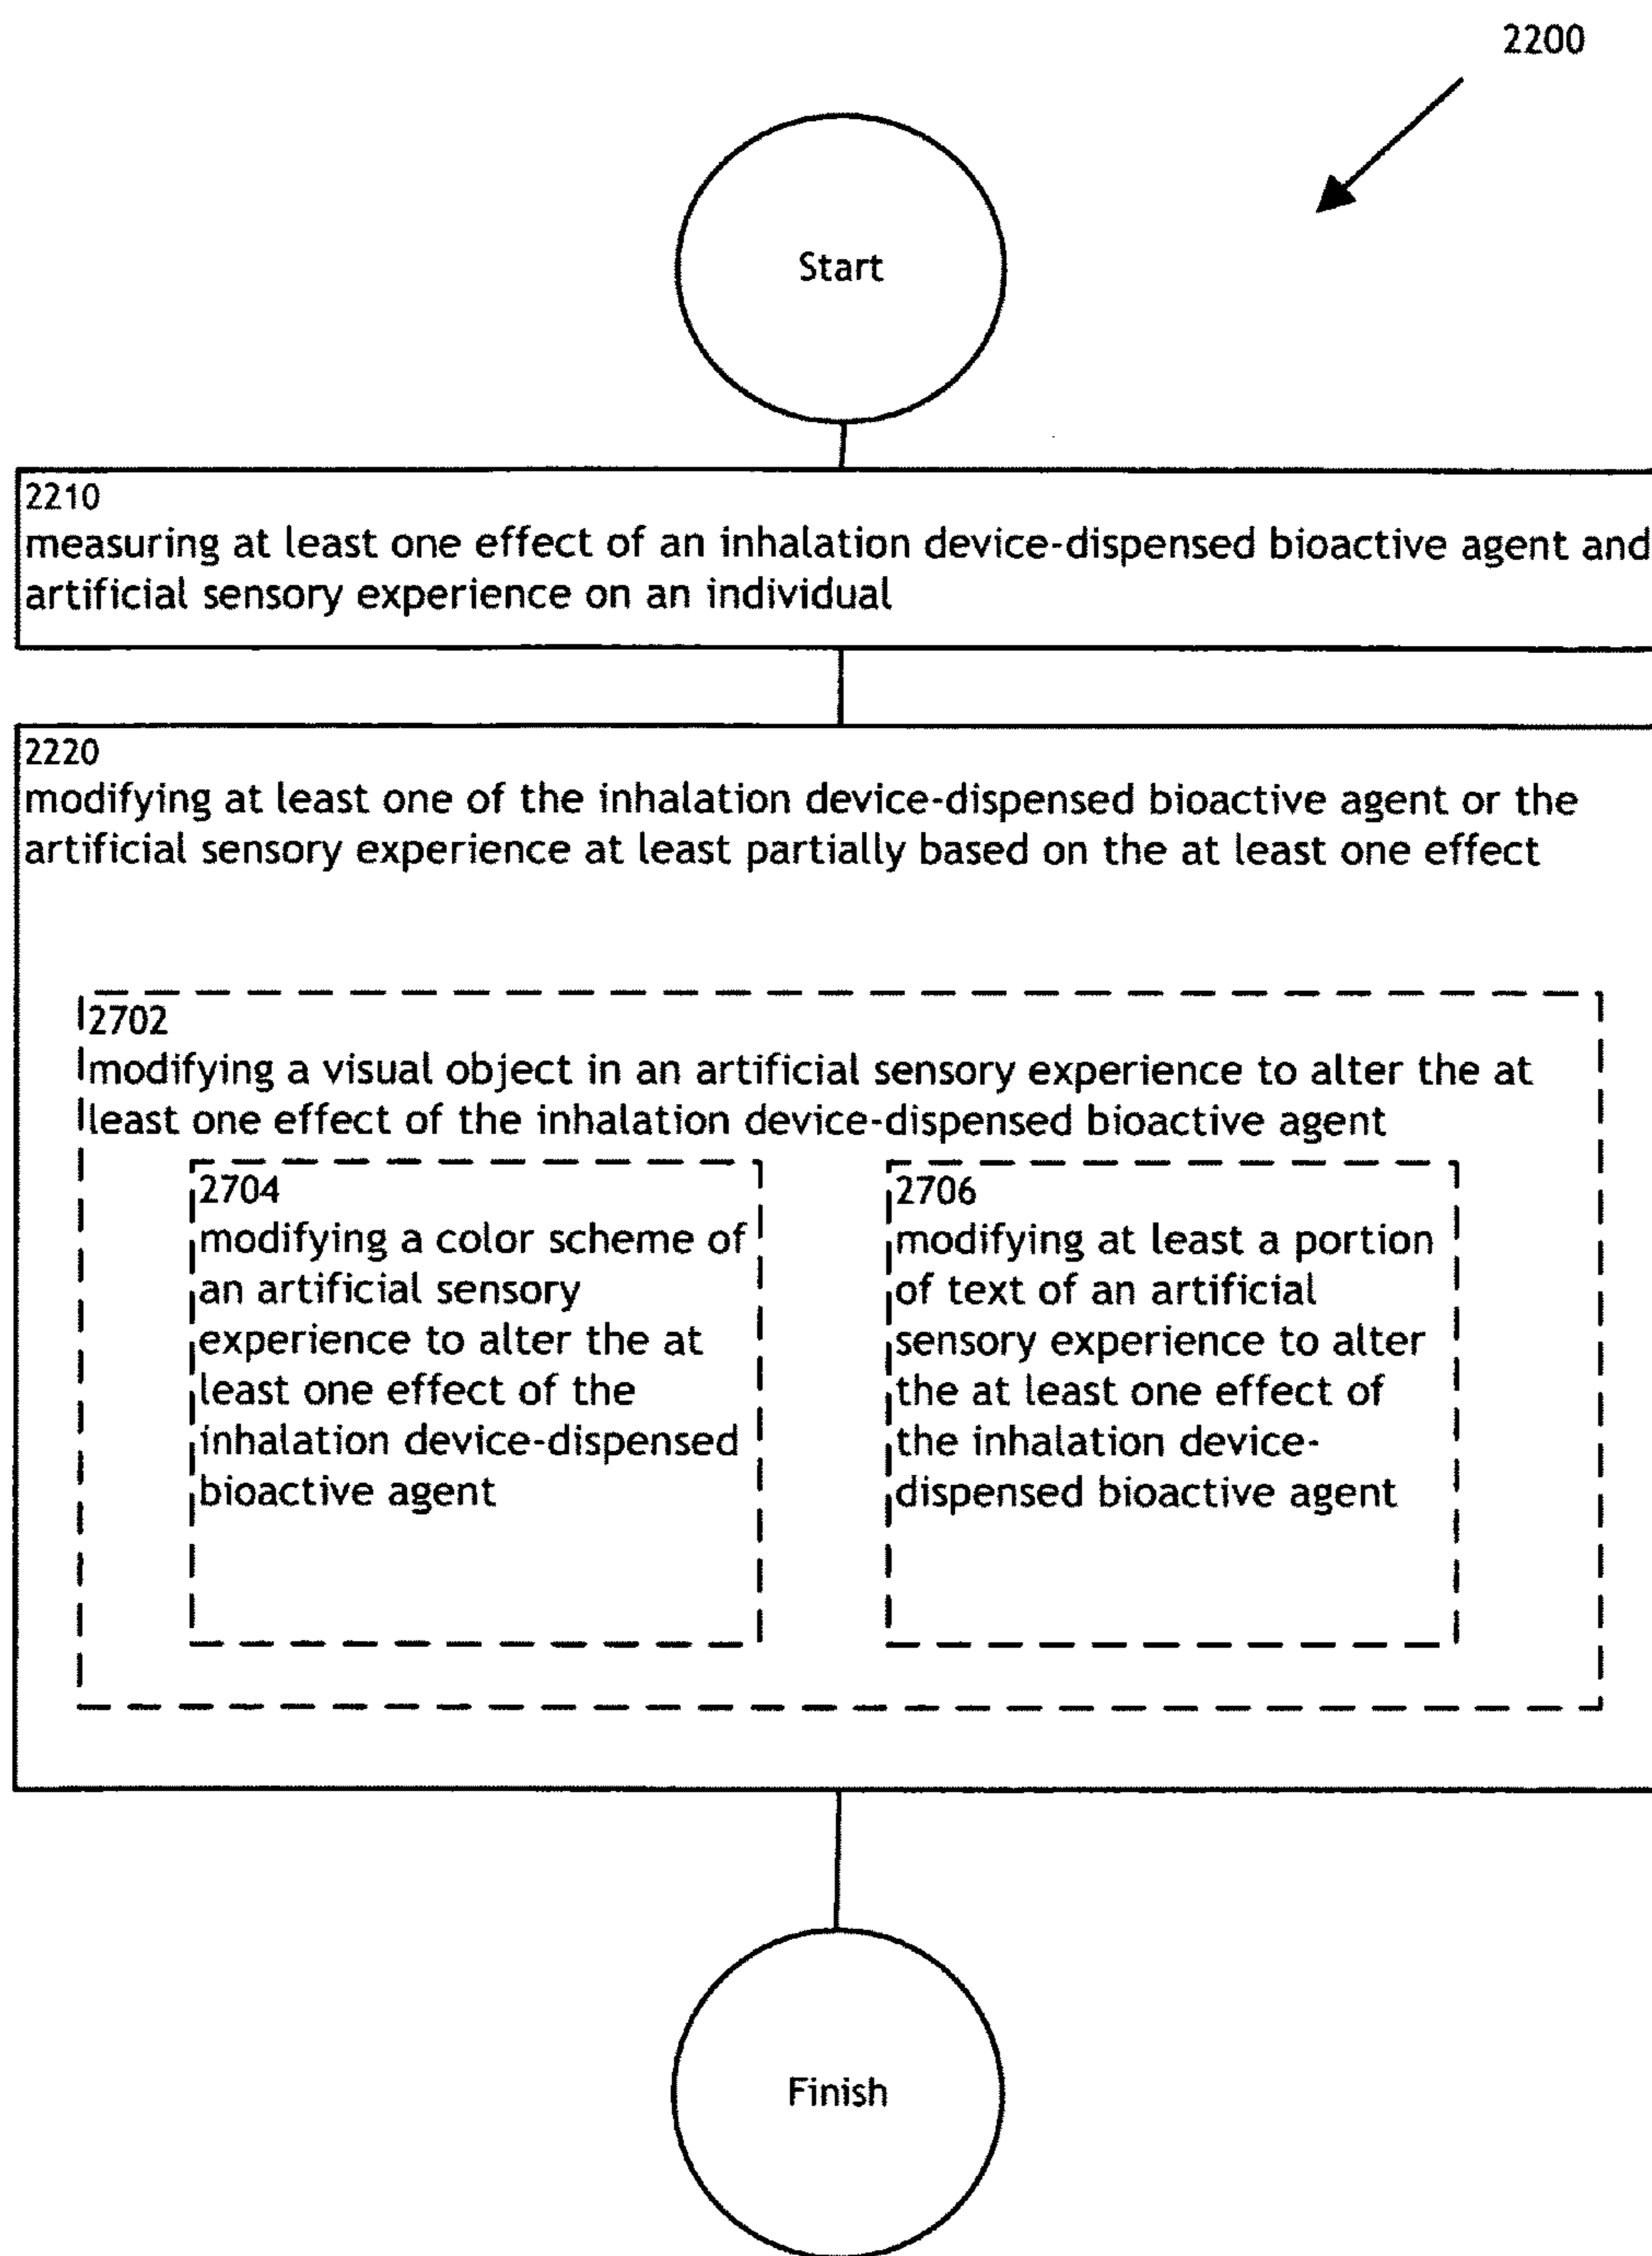 2200
Start
2210
measuring at least one effect of an inhalation device-dispensed bioactive agent and
artificial sensory experience on an individual
2220
modifying at least one of the inhalation device-dispensed bioactive agent or the
artificial sensory experience at least partially based on the at least one effect
2702
modifying a visual object in an artificial sensory experience to alter the at
least one effect of the inhalation device-dispensed bioactive agent
2704
modifying a color scheme of
an artificial sensory
experience to alter the at
least one effect of the
inhalation device-dispensed
bioactive agent
2706
modifying at least a portion
of text of an artificial
sensory experience to alter
the at least one effect of
the inhalation device-
dispensed bioactive agent
Finish